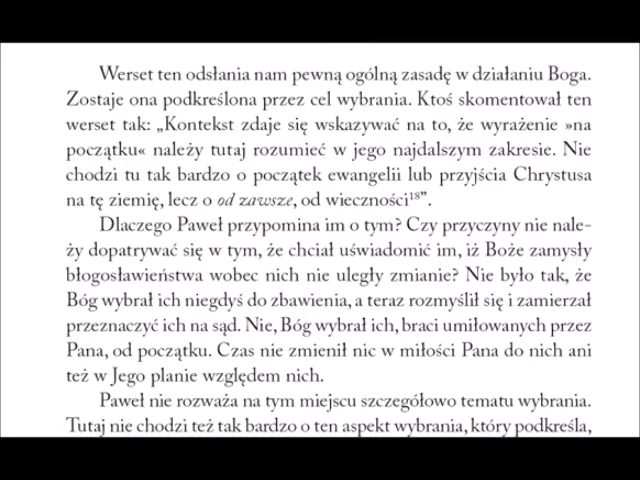 Werset ten odsłania nam pewną ogólną zasadę w działaniu Boga.
Zostaje ona podkreślona przez cel wybrania. Ktoś skomentował ten
werset tak: „Kontekst zdaje się wskazywać na to, że wyrażenie »na
początku« należy tutaj rozumieć w jego najdalszym zakresie. Nie
chodzi tu tak bardzo o początek ewangelii lub przyjścia Chrystusa
na tę ziemię, lecz o od zawsze, od wieczności¹⁸”.
Dlaczego Paweł przypomina im o tym? Czy przyczyny nie nale-
ży dopatrywać się w tym, że chciał uświadomić im, iż Boże zamysły
błogosławieństwa wobec nich nie uległy zmianie? Nie było tak, że
Bóg wybrał ich niegdyś do zbawienia, a teraz rozmyślił się i zamierzał
przeznaczyć ich na sąd. Nie, Bóg wybrał ich, braci umiłowanych przez
Pana, od początku. Czas nie zmienił nic w miłości Pana do nich ani
też w Jego planie względem nich.
Paweł nie rozważa na tym miejscu szczegółowo tematu wybrania.
Tutaj nie chodzi też tak bardzo o ten aspekt wybrania, który podkreśla,